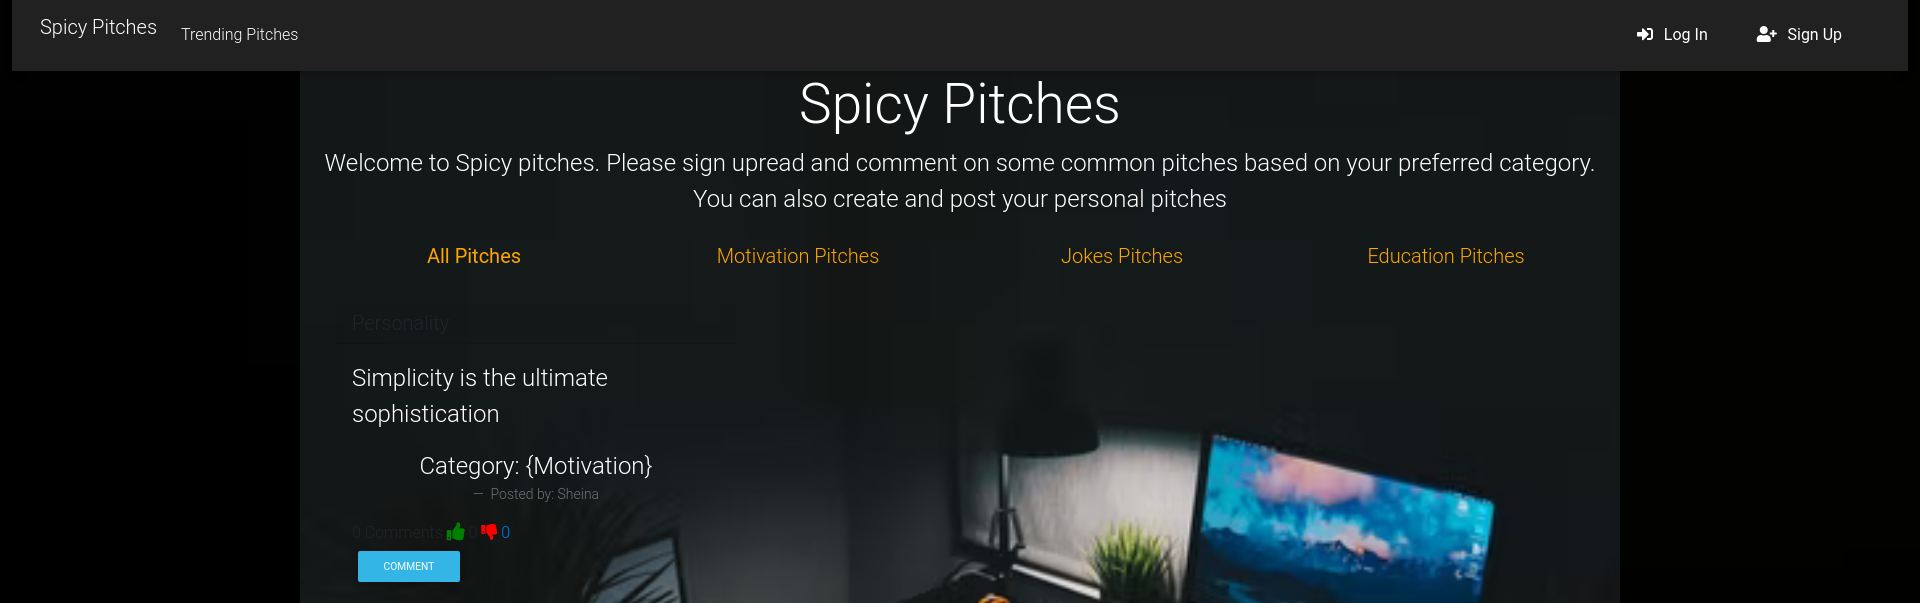 Spicy Pitches
Trending Pitches
Log In
Sign Up
Spicy Pitches
Welcome to Spicy pitches. Please sign upread and comment on some common pitches based on your preferred category.
You can also create and post your personal pitches
All Pitches
Motivation Pitches
Jokes Pitches
Education Pitches
Personality
Simplicity is the ultimate
sophistication
Category: {Motivation}
— Posted by: Sheina
0 Comments 0 0
COMMENT